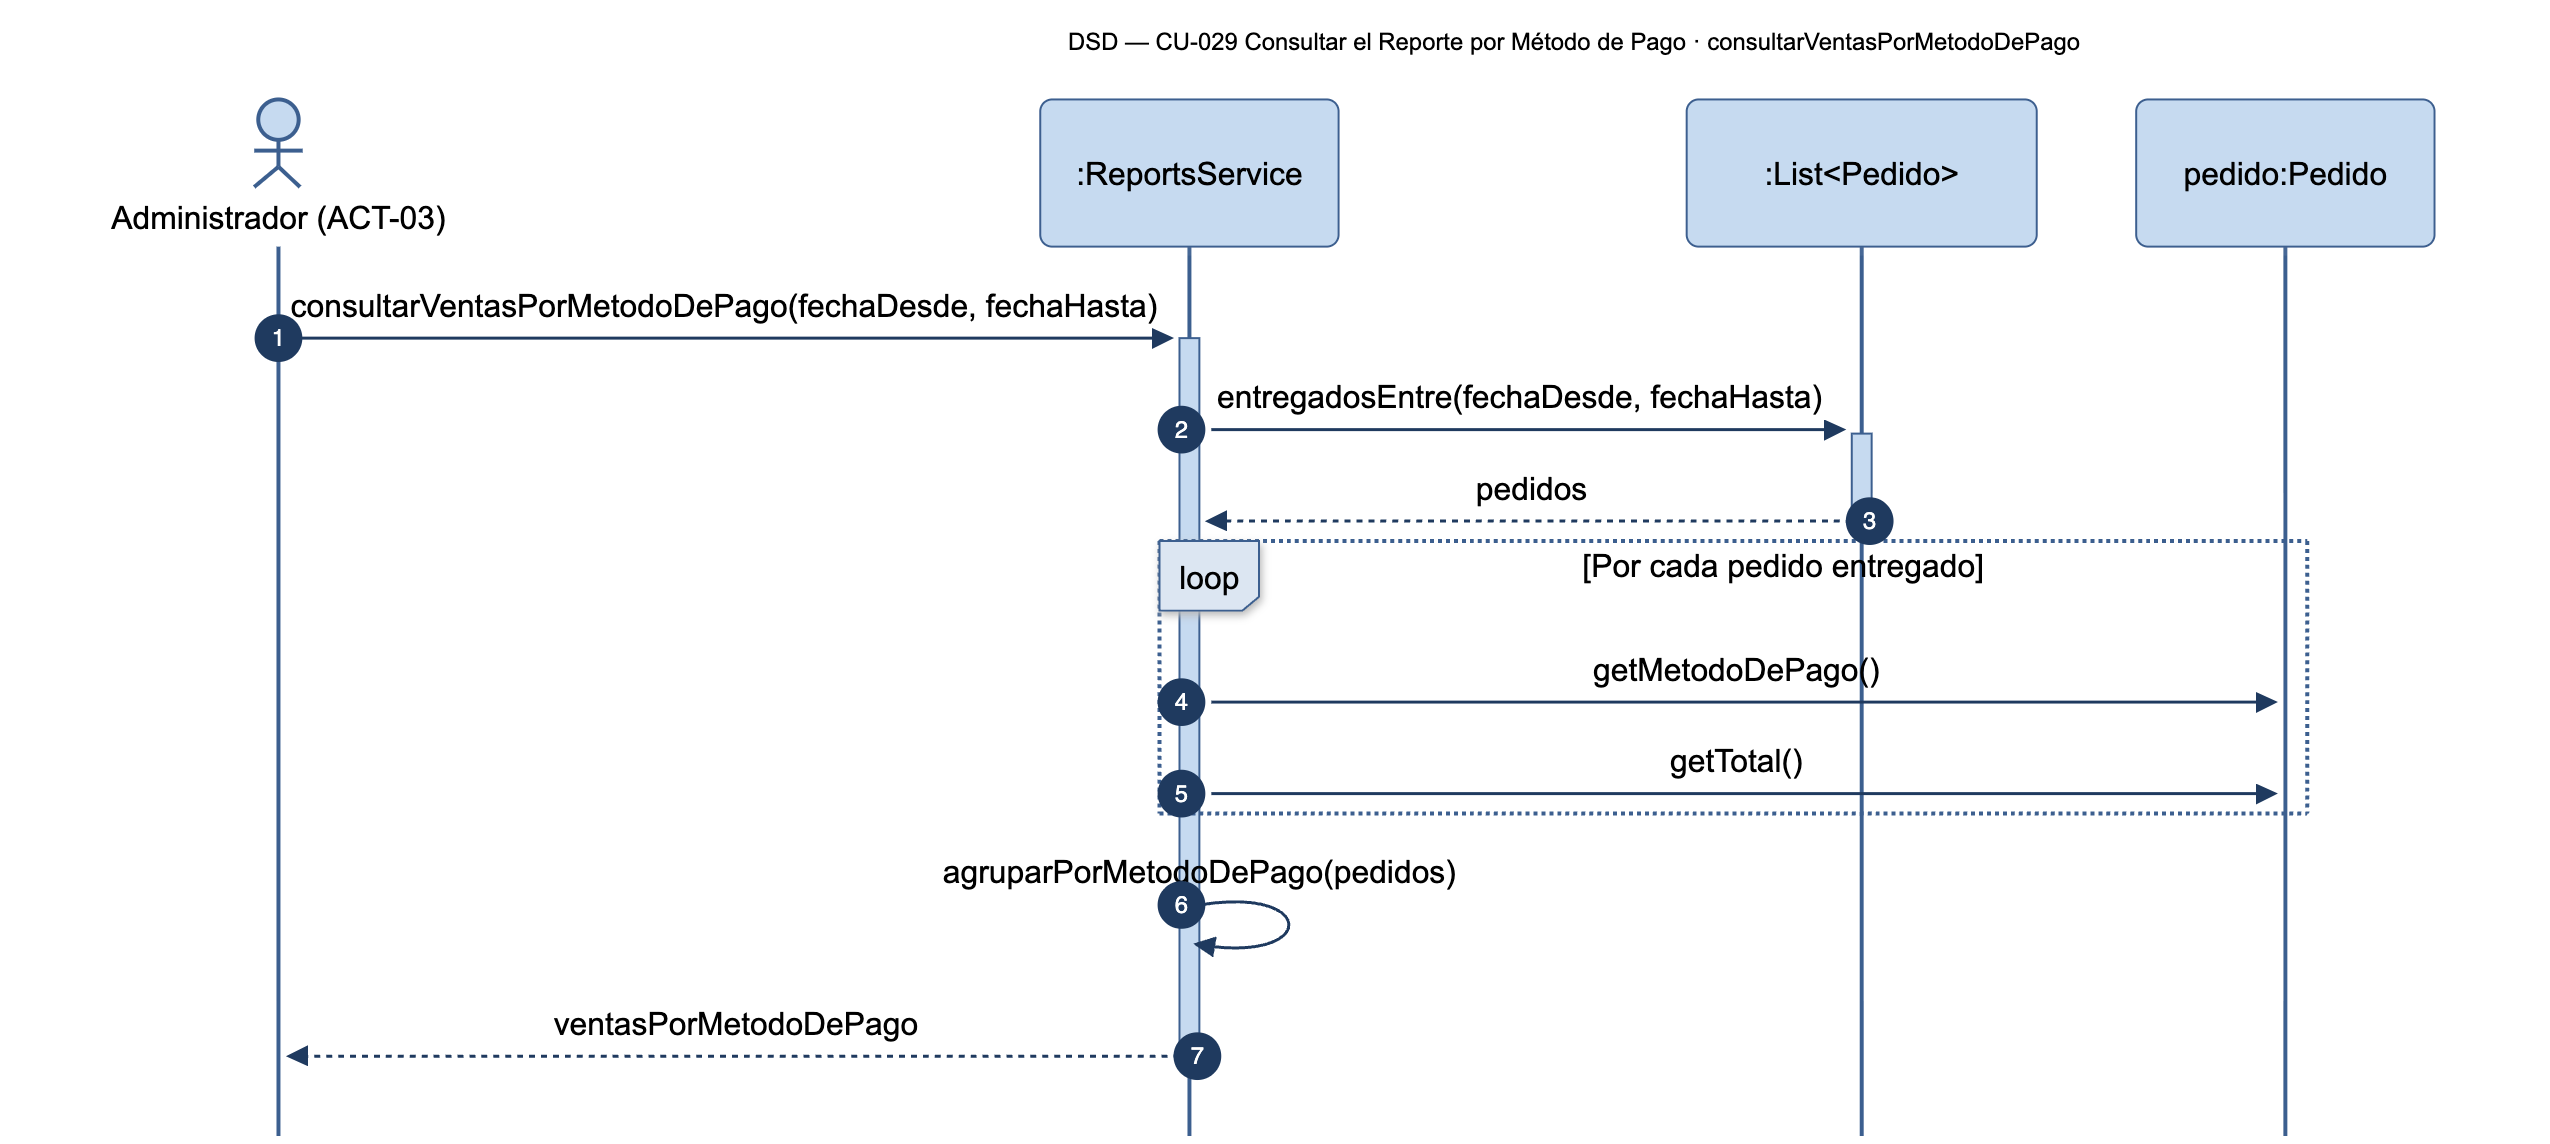 DSD — CU-029 Consultar el Reporte por Método de Pago · consultarVentasPorMetodoDePago
Administrador (ACT-03)
:ReportsService
:List<Pedido>
pedido:Pedido
consultarVentasPorMetodoDePago(fechaDesde, fechaHasta)
1
entregadosEntre(fechaDesde, fechaHasta)
2
pedidos
3
loop
[Por cada pedido entregado]
getMetodoDePago()
4
getTotal()
5
agruparPorMetodoDePago(pedidos)
6
ventasPorMetodoDePago
7